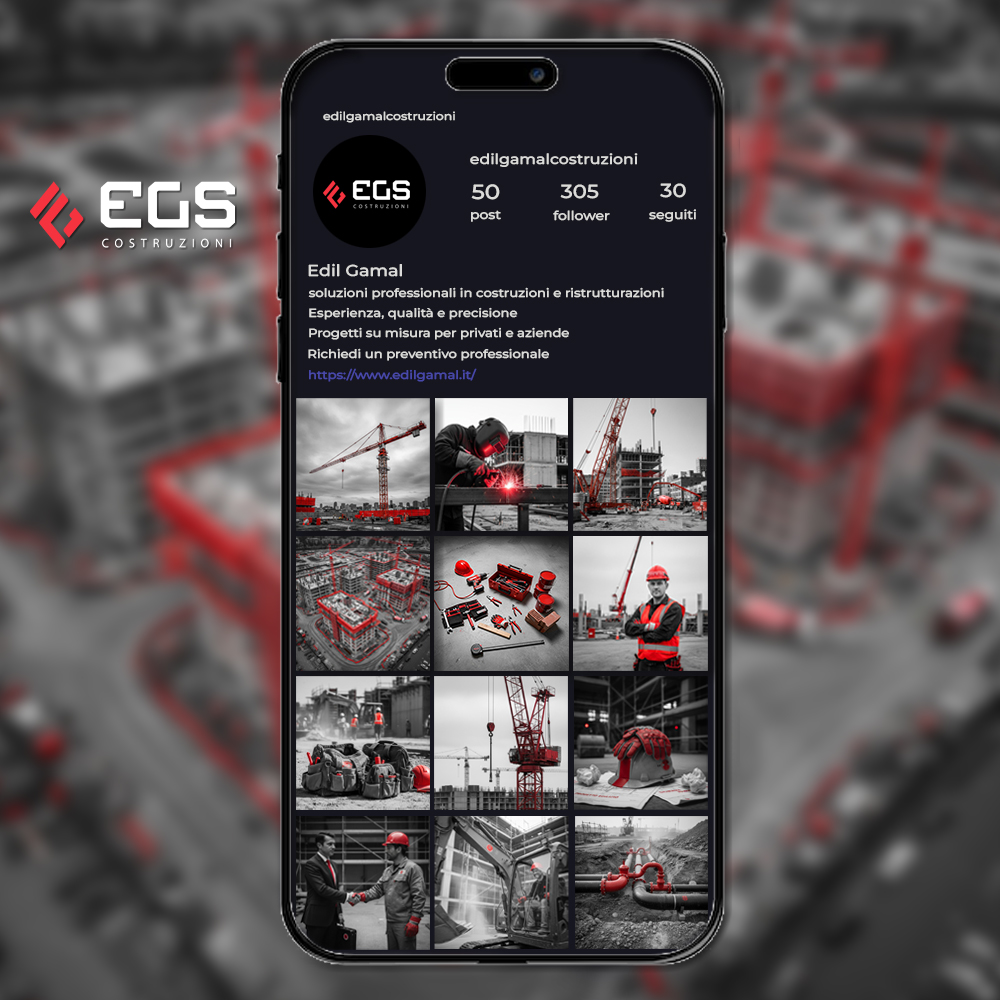 EGS
COSTRUZIONI
edilgamalcostruzioni
EGS
COSTRUZIONI
edilgamalcostruzioni
50 305 30
post follower seguiti
Edil Gamal
soluzioni professionali in costruzioni e ristrutturazioni
Esperienza, qualità e precisione
Progetti su misura per privati e aziende
Richiedi un preventivo professionale
https://www.edilgamal.it/